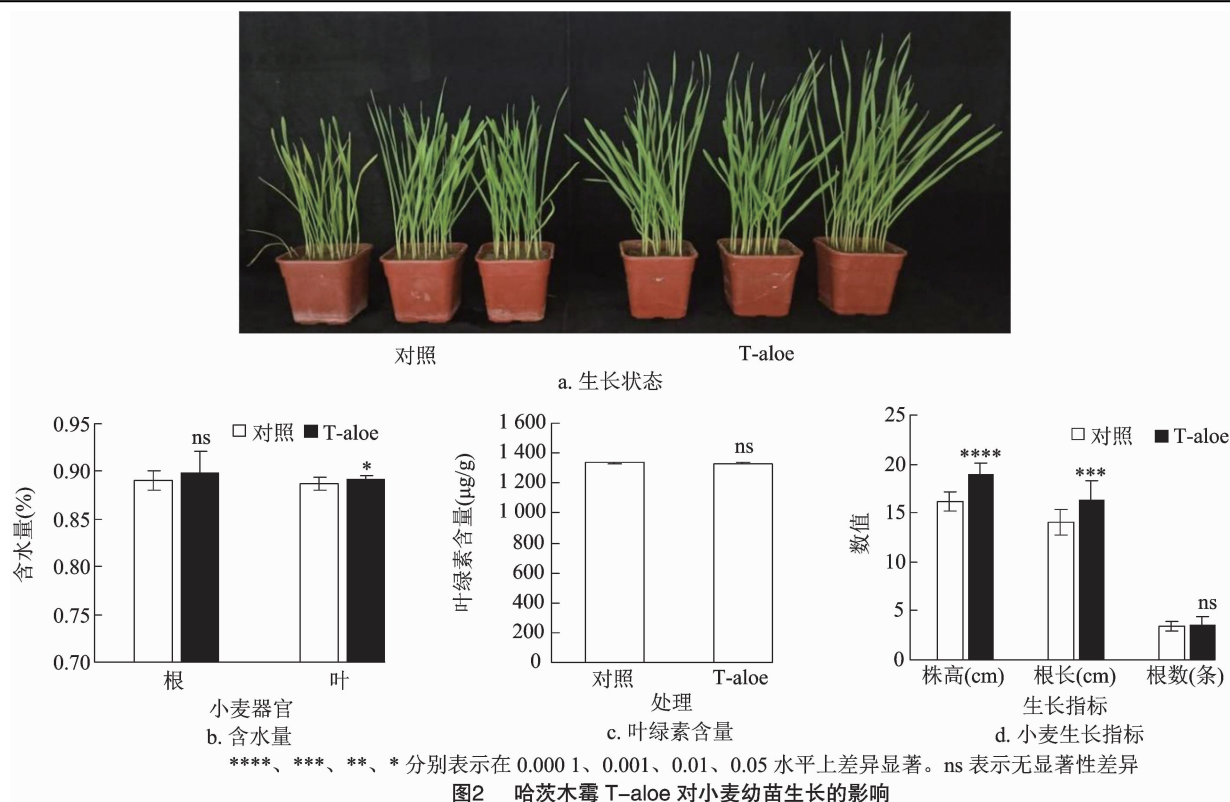 对照
T-aloe
a. 生长状态
0.95
0.90
0.85
0.80
0.75
0.70
含水量(%)
对照 T-aloe
ns
*
根 叶
小麦器官
b. 含水量
1 600
1 400
1 200
1 000
800
600
400
200
0
叶绿素含量(μg/g)
ns
对照 T-aloe
处理
c. 叶绿素含量
25
20
15
10
5
0
数值
对照 T-aloe
****
***
ns
株高(cm) 根长(cm) 根数(条)
生长指标
d. 小麦生长指标
****、***、**、* 分别表示在 0.000 1、0.001、0.01、0.05 水平上差异显著。ns 表示无显著性差异
图2 哈茨木霉 T-aloe 对小麦幼苗生长的影响